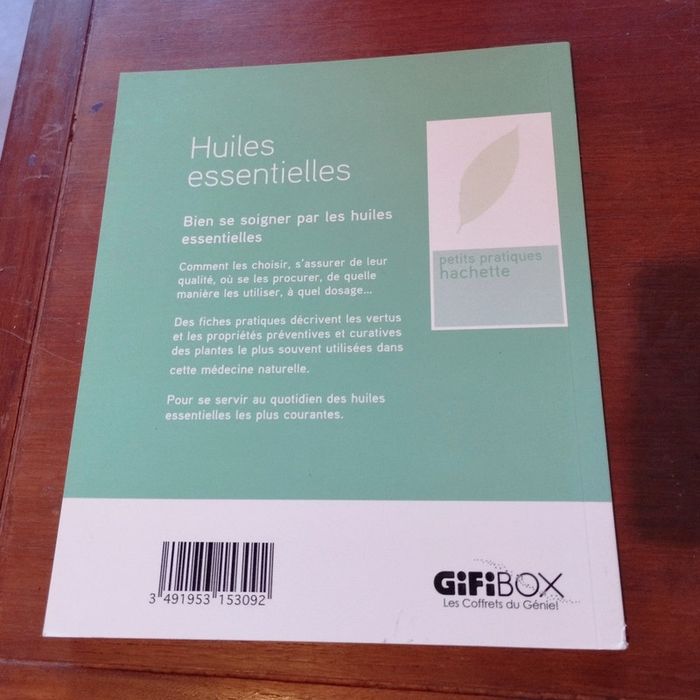 Huiles
essentielles
Bien se soigner par les huiles
essentielles
Comment les choisir, s'assurer de leur
qualité, où se les procurer, de quelle
manière les utiliser, à quel dosage...
Des fiches pratiques décrivent les vertus
et les propriétés préventives et curatives
des plantes le plus souvent utilisées dans
cette médecine naturelle.
Pour se servir au quotidien des huiles
essentielles les plus courantes.
petits pratiques
hachette
3 491953 153092
GiFiBOX
Les Coffrets du Génie!